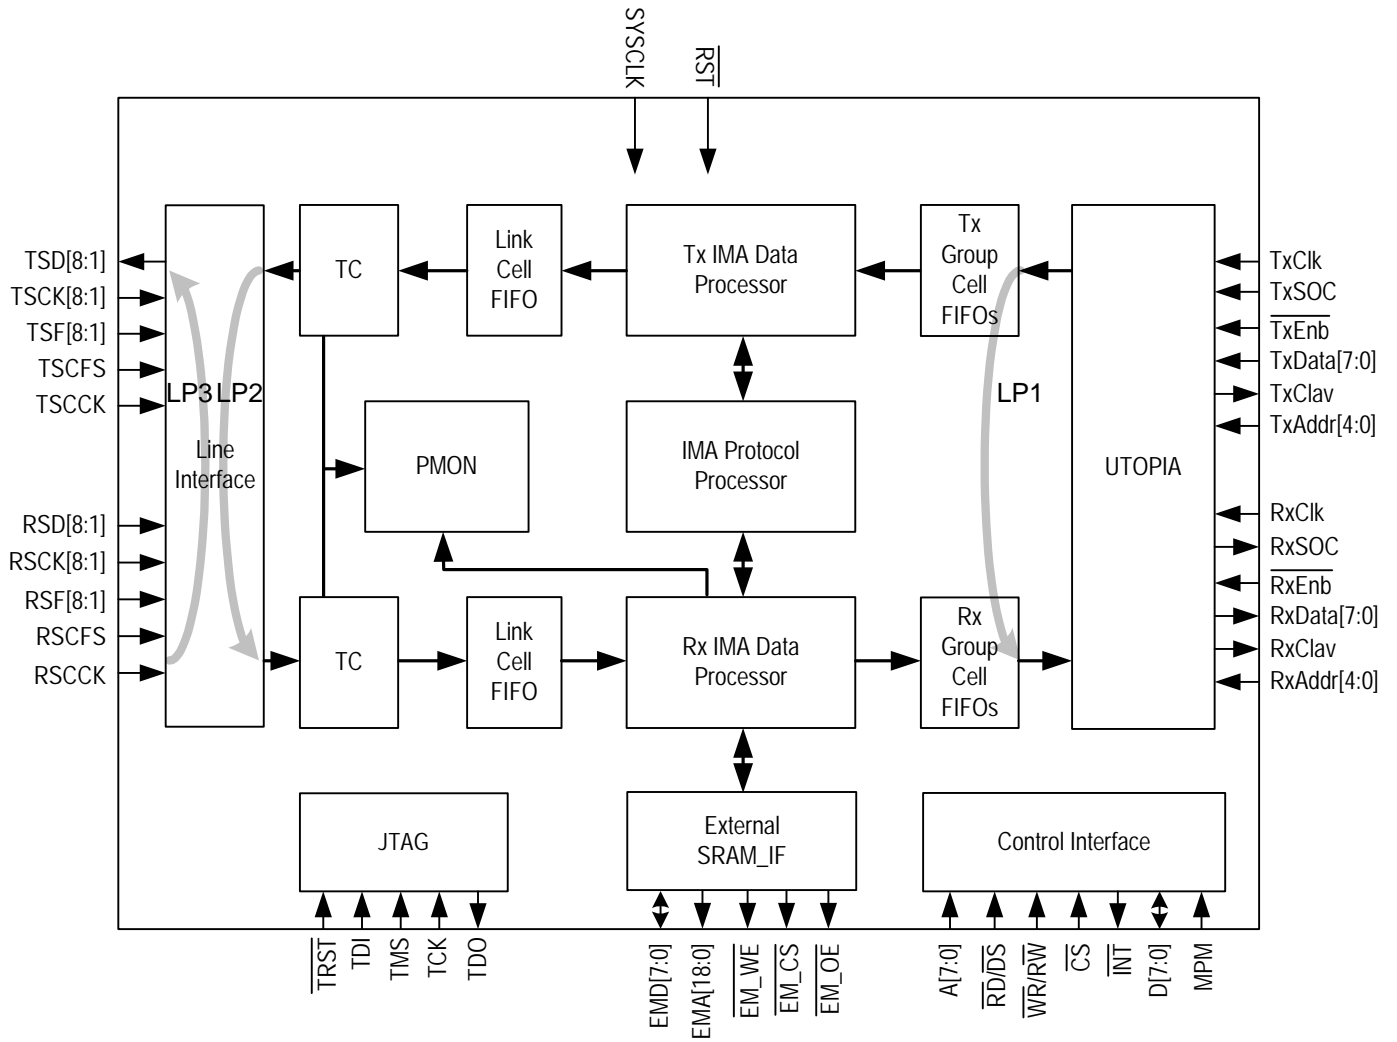 SYSCLK
RST
TSD[8:1]
TSCK[8:1]
TSF[8:1]
TSCFS
TSCCK
RSD[8:1]
RSCK[8:1]
RSF[8:1]
RSCFS
RSCCK
LP3
LP2
Line
Interface
TC
Link
Cell
FIFO
Tx IMA Data
Processor
Tx
Group
Cell
FIFOs
PMON
IMA Protocol
Processor
LP1
UTOPIA
TC
Link
Cell
FIFO
Rx IMA Data
Processor
Rx
Group
Cell
FIFOs
TxClk
TxSOC
TxEnb
TxData[7:0]
TxClav
TxAddr[4:0]
RxClk
RxSOC
RxEnb
RxData[7:0]
RxClav
RxAddr[4:0]
JTAG
External
SRAM_IF
Control Interface
TRST
TDI
TMS
TCK
TDO
EMD[7:0]
EMA[18:0]
EM_WE
EM_CS
EM_OE
A[7:0]
RD/DS
WR/RW
CS
INT
D[7:0]
MPM